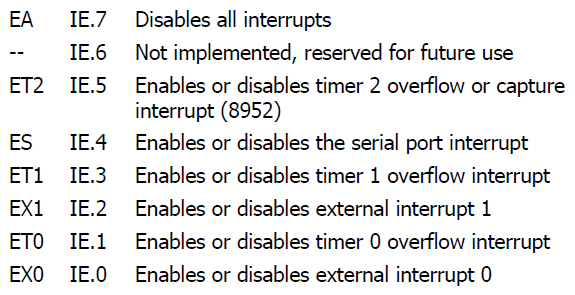 EA IE.7 Disables all interrupts
-- IE.6 Not implemented, reserved for future use
ET2 IE.5 Enables or disables timer 2 overflow or capture
interrupt (8952)
ES IE.4 Enables or disables the serial port interrupt
ET1 IE.3 Enables or disables timer 1 overflow interrupt
EX1 IE.2 Enables or disables external interrupt 1
ET0 IE.1 Enables or disables timer 0 overflow interrupt
EX0 IE.0 Enables or disables external interrupt 0